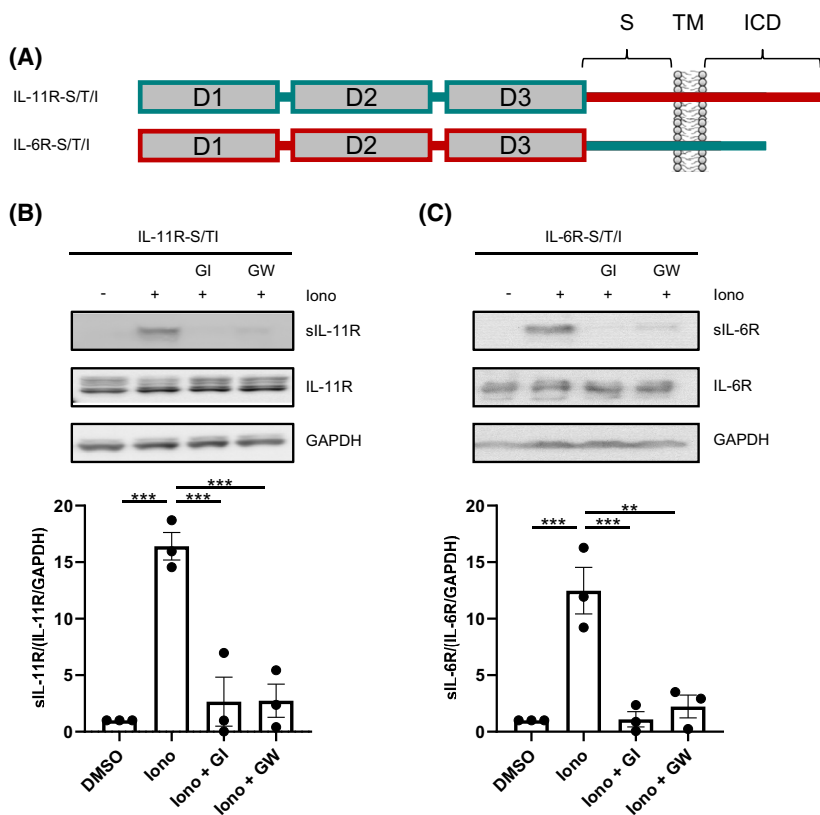 (A)
S TM ICD
IL-11R-S/T/I D1 D2 D3
IL-6R-S/T/I D1 D2 D3
(B)
IL-11R-S/TI
GI GW
- + + + Iono
sIL-11R
IL-11R
GAPDH
***
*** ***
sIL-11R/(IL-11R/GAPDH)
20
15
10
5
0
DMSO
Iono
Iono + GI
Iono + GW
(C)
IL-6R-S/T/I
GI GW
- + + + Iono
sIL-6R
IL-6R
GAPDH
**
*** ***
sIL-6R/(IL-6R/GAPDH)
20
15
10
5
0
DMSO
Iono
Iono + GI
Iono + GW